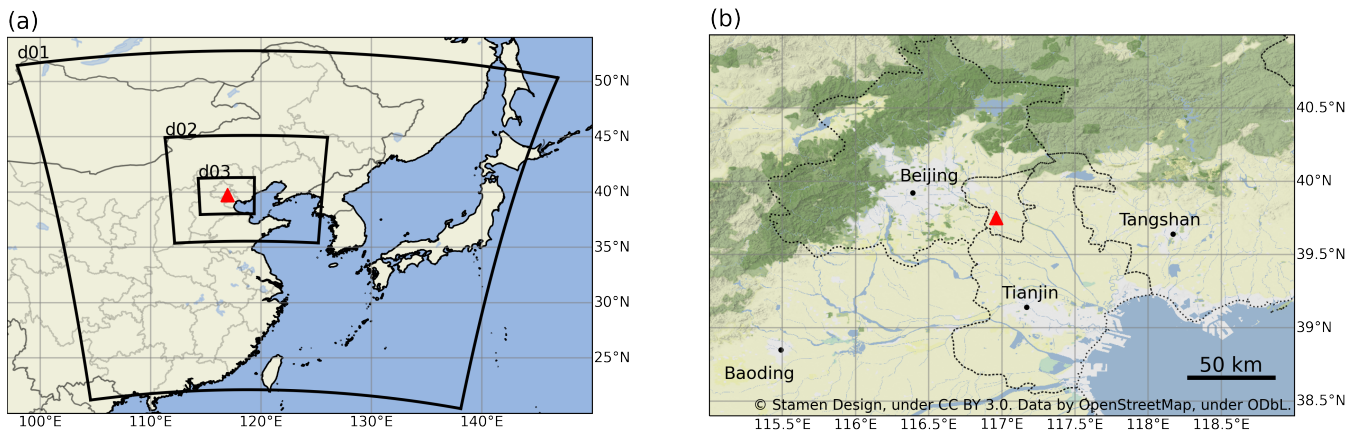 (a)
d01
d02
d03
50°N
45°N
40°N
35°N
30°N
25°N
100°E 110°E 120°E 130°E 140°E
(b)
Beijing
Tangshan
Tianjin
Baoding
50 km
© Stamen Design, under CC BY 3.0. Data by OpenStreetMap, under ODbL.
40.5°N
40°N
39.5°N
39°N
38.5°N
115.5°E 116°E 116.5°E 117°E 117.5°E 118°E 118.5°E